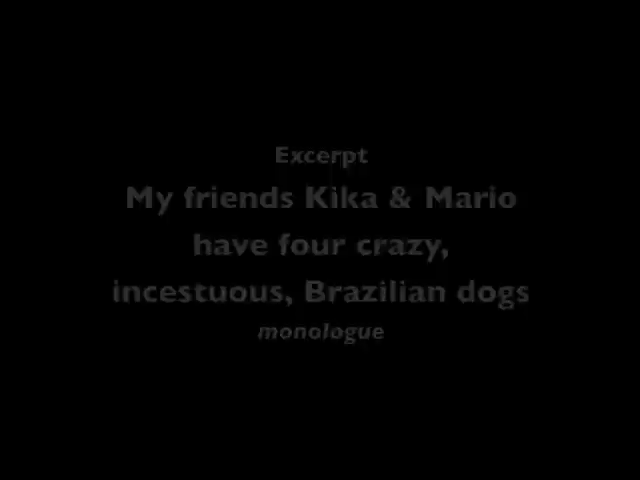 Excerpt
My friends Kika & Mario
have four crazy,
incestuous, Brazilian dogs
monologue